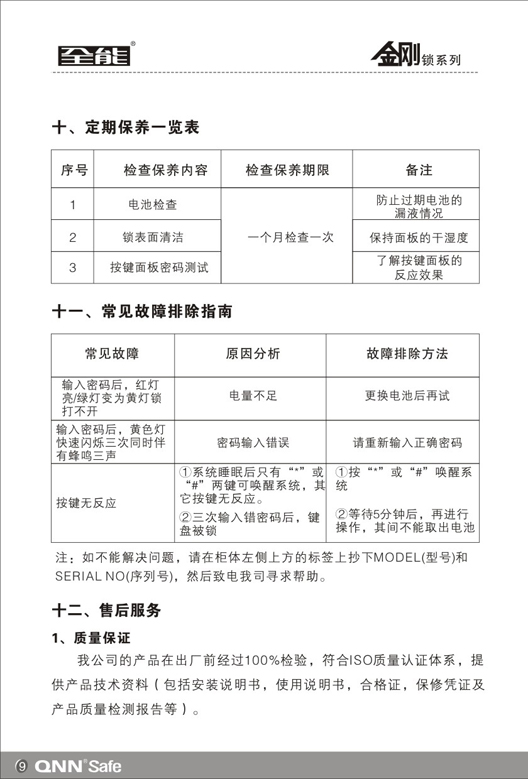 全能®
金刚锁系列
十、定期保养一览表
序号 检查保养内容 检查保养期限 备注
1 电池检查 防止过期电池的
漏液情况
2 锁表面清洁 一个月检查一次 保持面板的干湿度
3 按键面板密码测试 了解按键面板的
反应效果
十一、常见故障排除指南
常见故障 原因分析 故障排除方法
输入密码后，红灯
亮/绿灯变为黄灯锁
打不开
电量不足
更换电池后再试
输入密码后，黄色灯
快速闪烁三次同时伴
有蜂鸣三声
密码输入错误
请重新输入正确密码
按键无反应
①系统睡眠后只有“*”或
“#”两键可唤醒系统，其
它按键无反应。
②三次输入错密码后，键
盘被锁
①按“*”或“#”唤醒系
统
②等待5分钟后，再进行
操作，其间不能取出电池
注：如不能解决问题，请在柜体左侧上方的标签上抄下MODEL(型号)和
SERIAL NO(序列号)，然后致电我司寻求帮助。
十二、售后服务
1、质量保证
我公司的产品在出厂前经过100%检验，符合ISO质量认证体系，提
供产品技术资料（包括安装说明书，使用说明书，合格证，保修凭证及
产品质量检测报告等）。
9 QNN®Safe